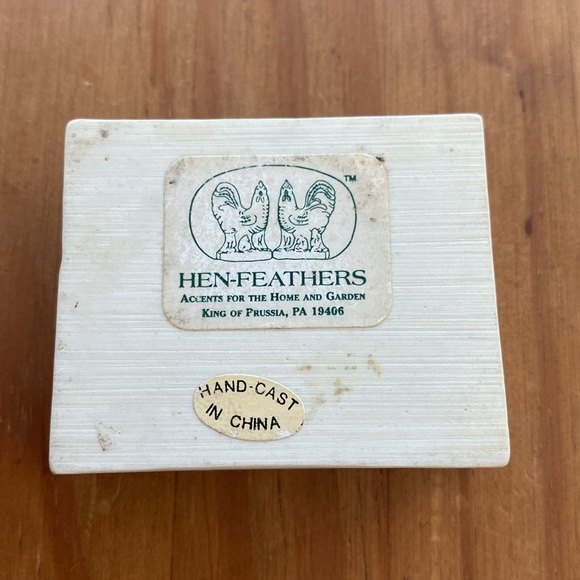 TM
HEN-FEATHERS
ACCENTS FOR THE HOME AND GARDEN
KING OF PRUSSIA, PA 19406
HAND-CAST
IN CHINA